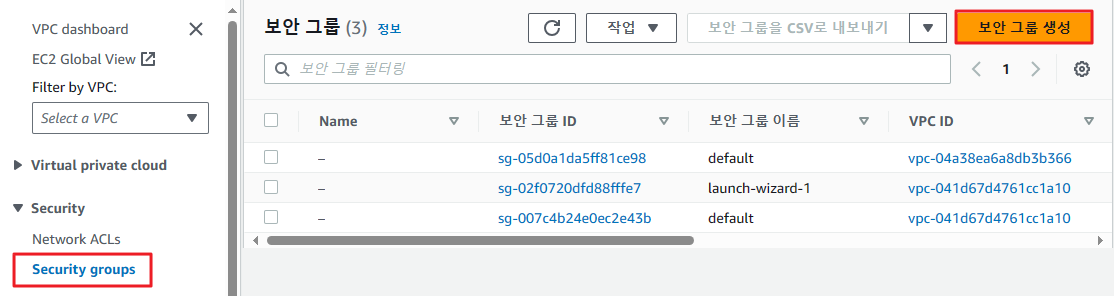 VPC dashboard
EC2 Global View
Filter by VPC:
Select a VPC
Virtual private cloud
Security
Network ACLs
Security groups
보안 그룹 (3) 정보
작업
보안 그룹을 CSV로 내보내기
보안 그룹 생성
보안 그룹 필터링
1
Name 보안 그룹 ID 보안 그룹 이름 VPC ID
– sg-05d0a1da5ff81ce98 default vpc-04a38ea6a8db3b366
– sg-02f0720dfd88fffe7 launch-wizard-1 vpc-041d67d4761cc1a10
– sg-007c4b24e0ec2e43b default vpc-041d67d4761cc1a10